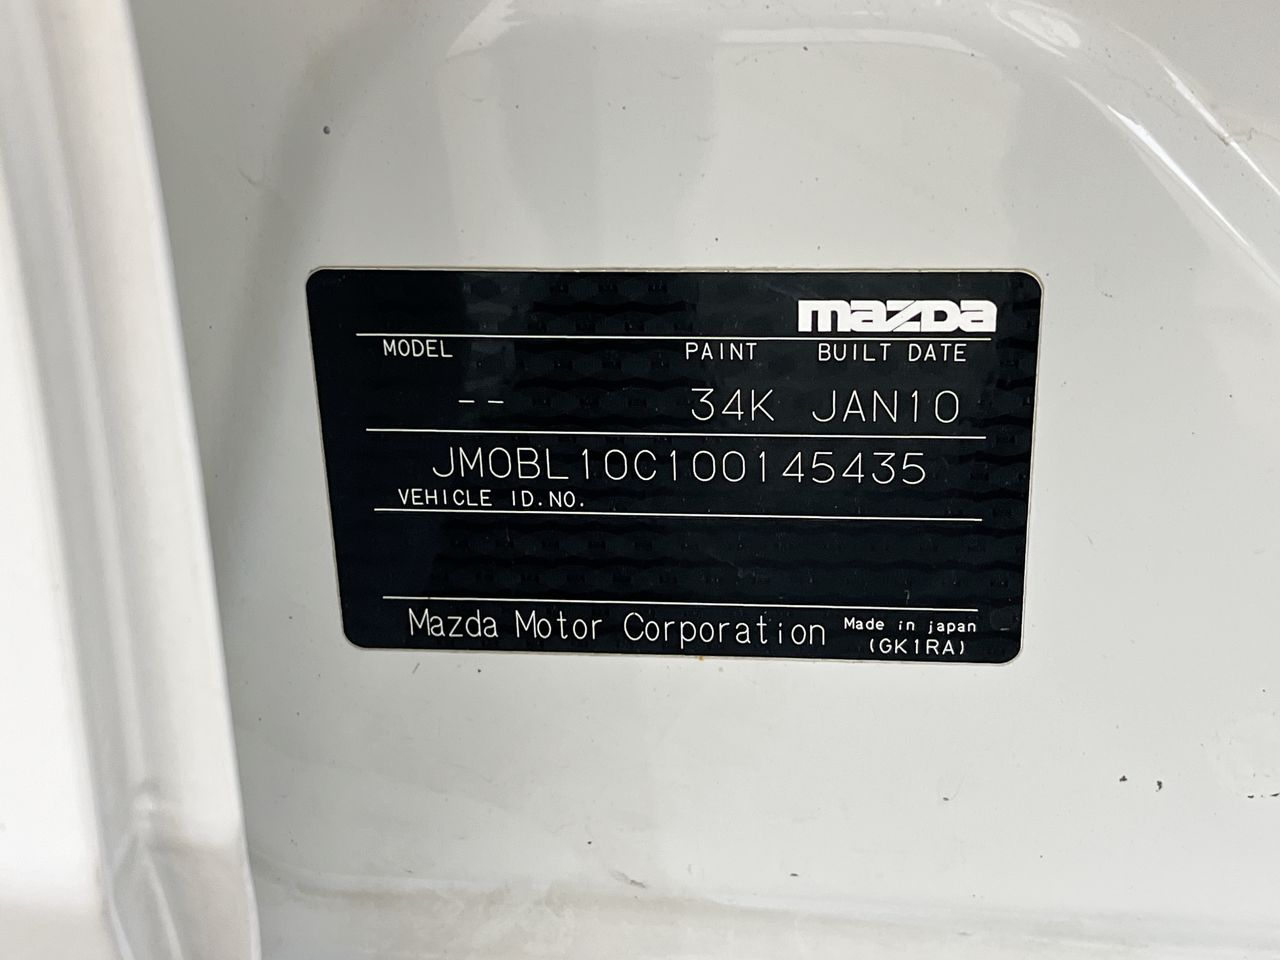 mazda
MODEL PAINT BUILT DATE
-- 34K JAN10
JM0BL10C100145435
VEHICLE ID.NO.
Mazda Motor Corporation Made in japan
(GK1RA)